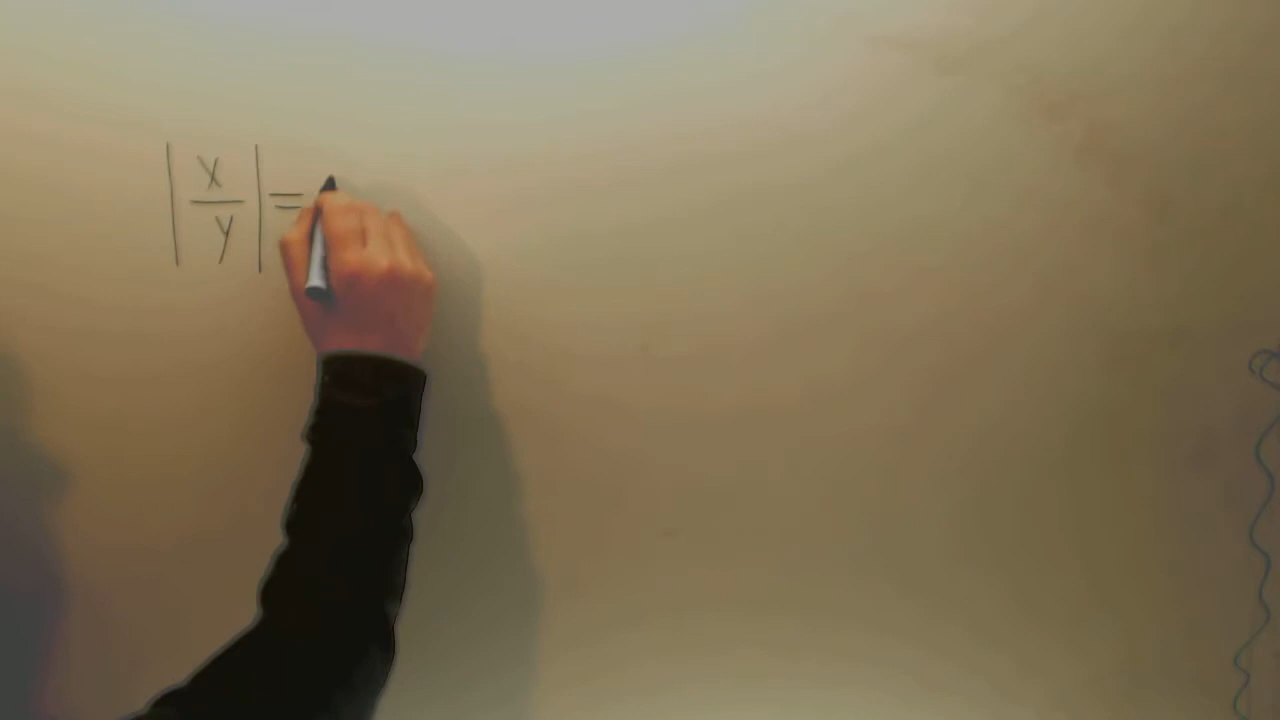 |x/y| =